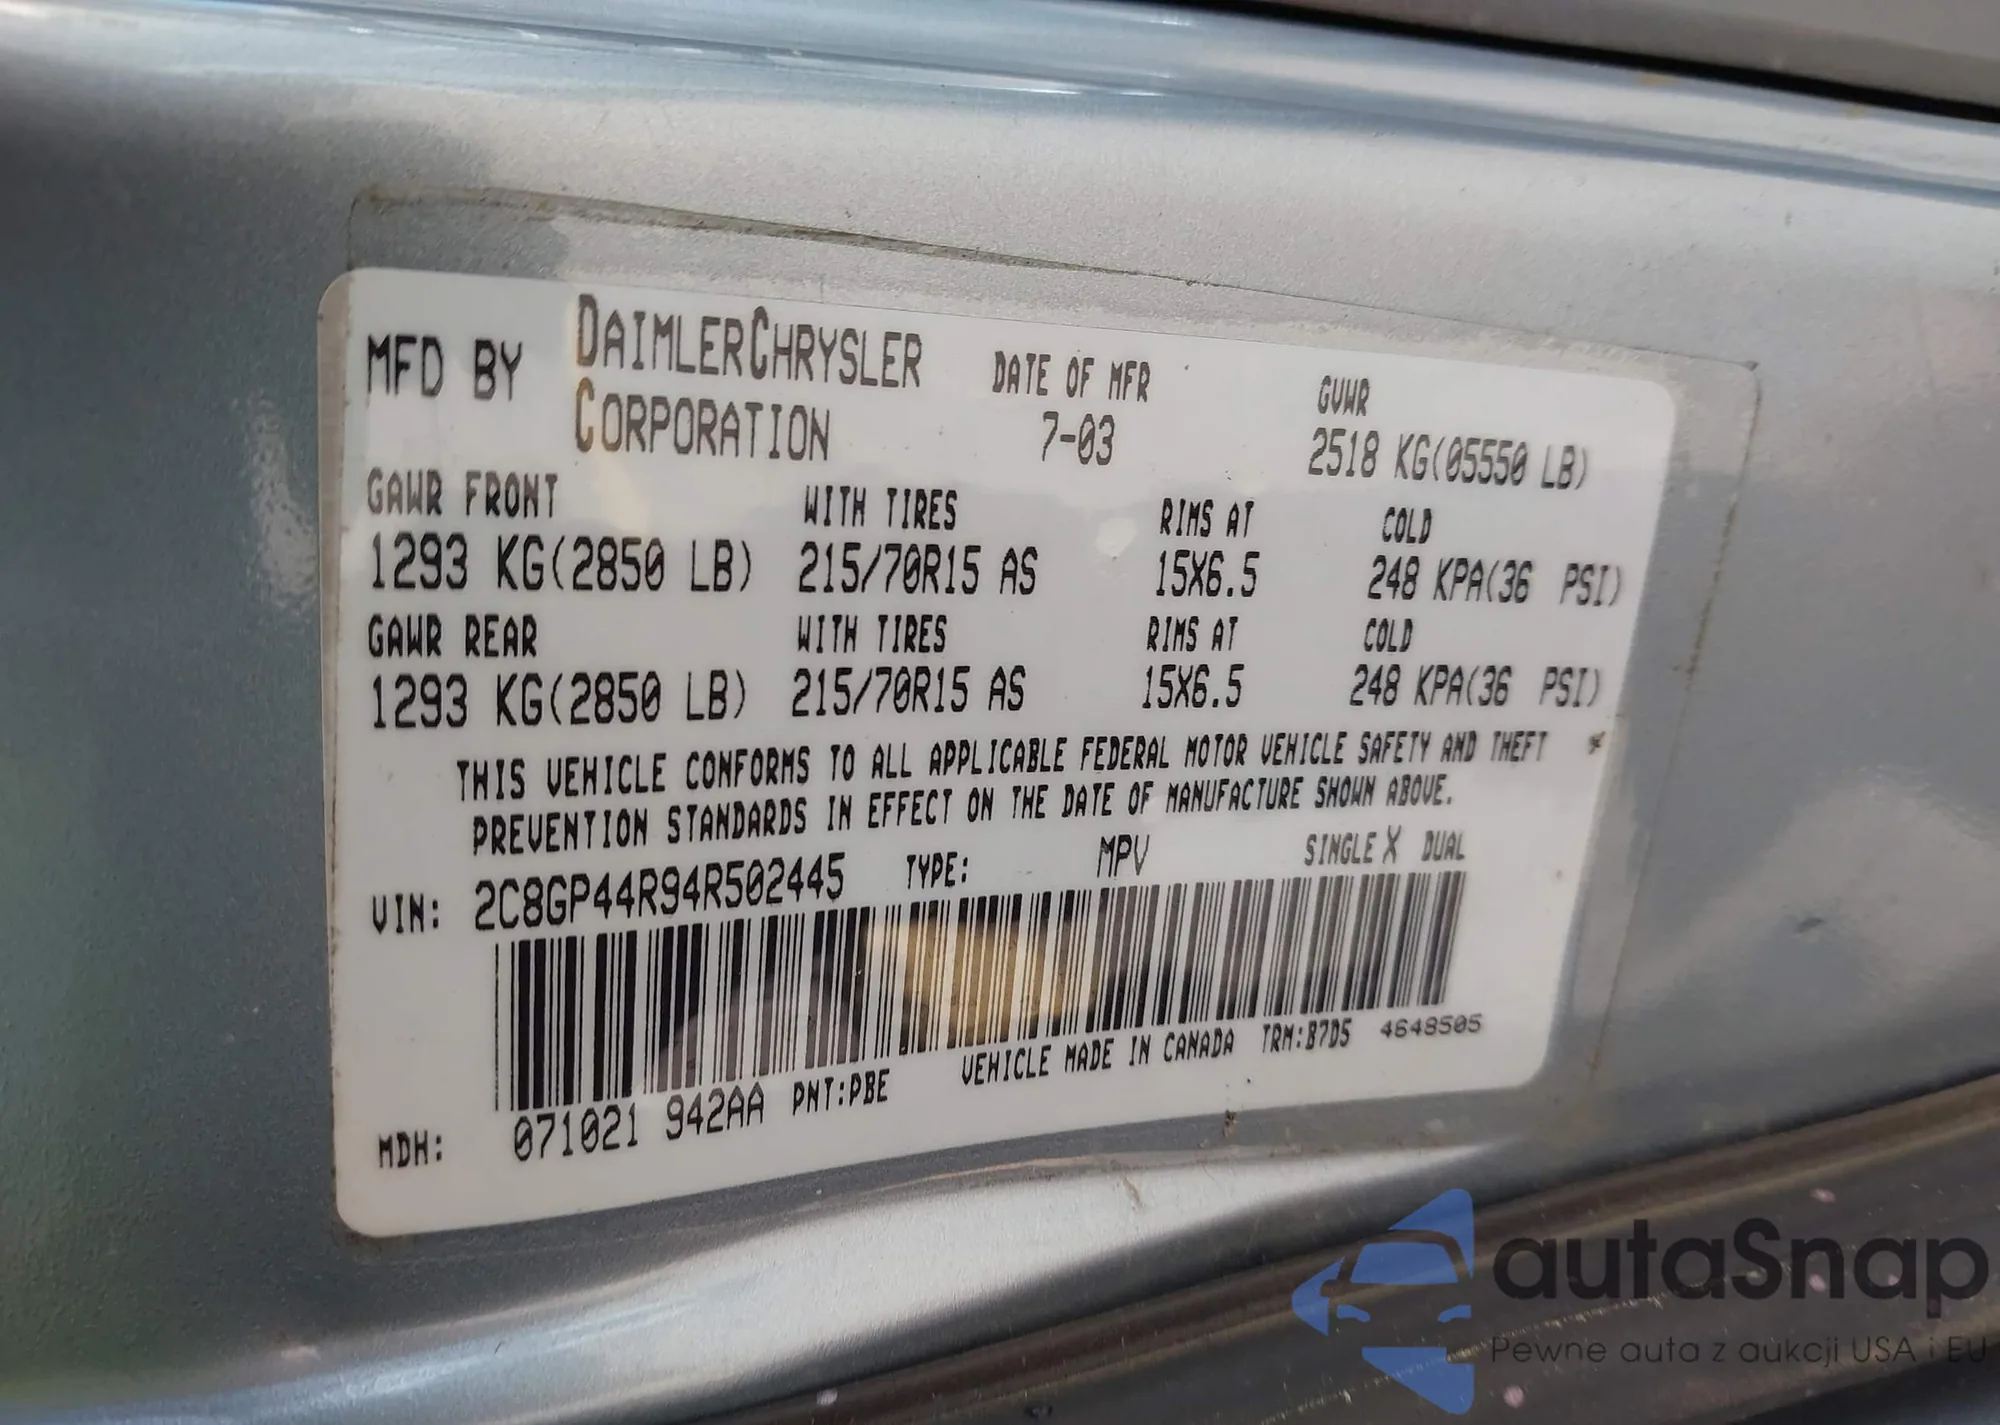 MFD BY DAIMLERCHRYSLER CORPORATION DATE OF MFR 7-03 GVWR 2518 KG(05550 LB)
GAWR FRONT WITH TIRES RIMS AT COLD
1293 KG(2850 LB) 215/70R15 AS 15X6.5 248 KPA(36 PSI)
GAWR REAR WITH TIRES RIMS AT COLD
1293 KG(2850 LB) 215/70R15 AS 15X6.5 248 KPA(36 PSI)
THIS VEHICLE CONFORMS TO ALL APPLICABLE FEDERAL MOTOR VEHICLE SAFETY AND THEFT
PREVENTION STANDARDS IN EFFECT ON THE DATE OF MANUFACTURE SHOWN ABOVE.
VIN: 2C8GP44R94R502445 TYPE: MPV SINGLE X DUAL
MDH: 071021 942AA PNT:PBE VEHICLE MADE IN CANADA TRM:B7D5 4648505
autaSnap
Pewne auta z aukcji USA i EU